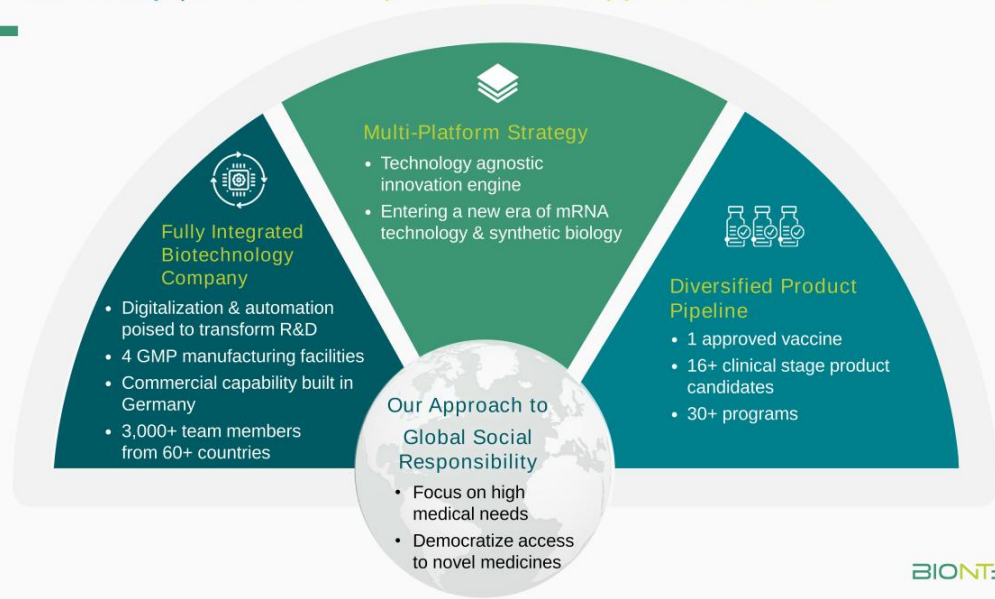 Fully Integrated
Biotechnology
Company
• Digitalization & automation
poised to transform R&D
• 4 GMP manufacturing facilities
• Commercial capability built in
Germany
• 3,000+ team members
from 60+ countries
Multi-Platform Strategy
• Technology agnostic
innovation engine
• Entering a new era of mRNA
technology & synthetic biology
Diversified Product
Pipeline
• 1 approved vaccine
• 16+ clinical stage product
candidates
• 30+ programs
Our Approach to
Global Social
Responsibility
• Focus on high
medical needs
• Democratize access
to novel medicines